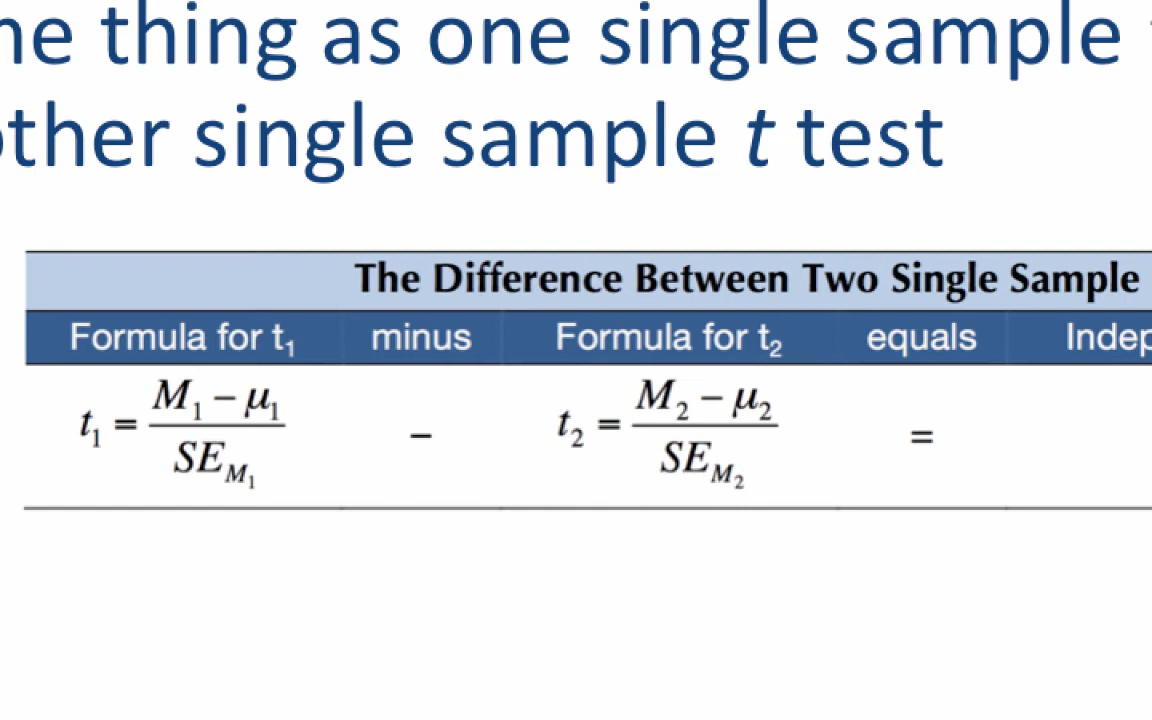 me thing as one single sample
other single sample t test
The Difference Between Two Single Sample
Formula for t₁ minus Formula for t₂ equals Indep
t₁ = (M₁ − μ₁) / SE_M₁ − t₂ = (M₂ − μ₂) / SE_M₂ =